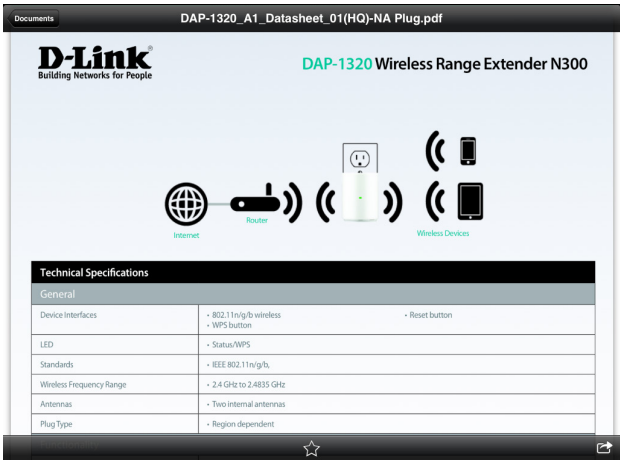 Documents
DAP-1320_A1_Datasheet_01(HQ)-NA Plug.pdf
D-Link®
Building Networks for People
DAP-1320 Wireless Range Extender N300
Internet
Router
Wireless Devices
Technical Specifications
General
Device Interfaces
• 802.11n/g/b wireless
• WPS button
• Reset button
LED
• Status/WPS
Standards
• IEEE 802.11n/g/b,
Wireless Frequency Range
• 2.4 GHz to 2.4835 GHz
Antennas
• Two internal antennas
Plug Type
• Region dependent